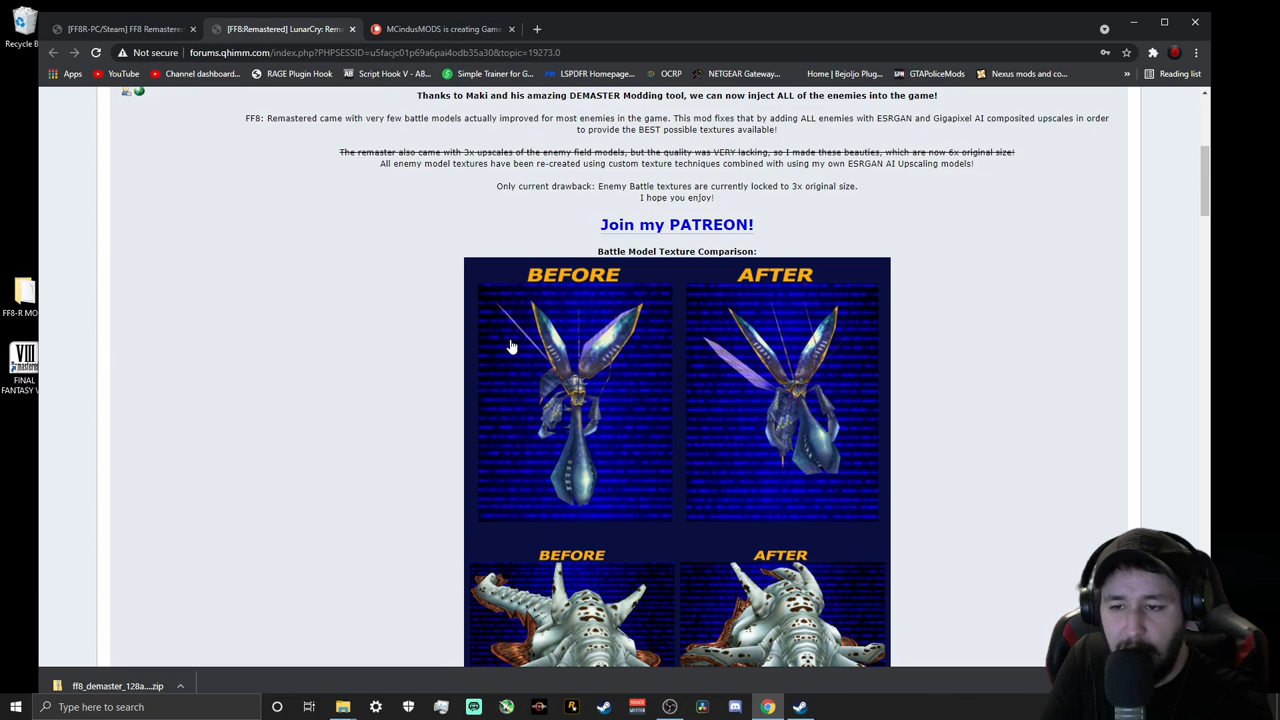 Recycle B
[FF8R-PC/Steam] FF8 Remastered
[FF8:Remastered] LunarCry: Rem
MCindusMODS is creating Game
Not secure
forums.qhimm.com/index.php?PHPSESSID=u5facjc01p69a6pai4odb35a30&topic=19273.0
Apps
YouTube
Channel dashboard...
RAGE Plugin Hook
Script Hook V - AB...
Simple Trainer for G...
LSPDFR Homepage...
OCRP
NETGEAR Gateway...
Home | Bejoljo Plug...
GTAPoliceMods
Nexus mods and co...
»
Reading list
Thanks to Maki and his amazing DEMASTER Modding tool, we can now inject ALL of the enemies into the game!
FF8: Remastered came with very few battle models actually improved for most enemies in the game. This mod fixes that by adding ALL enemies with ESRGAN and Gigapixel AI composited upscales in order
to provide the BEST possible textures available!
The remaster also came with 3x upscales of the enemy field models, but the quality was VERY lacking, so I made these beauties, which are now 6x original size!
All enemy model textures have been re-created using custom texture techniques combined with using my own ESRGAN AI Upscaling models!
Only current drawback: Enemy Battle textures are currently locked to 3x original size.
I hope you enjoy!
Join my PATREON!
Battle Model Texture Comparison:
BEFORE
AFTER
BEFORE
AFTER
FF8-R MO
VIII
mastered
FINAL
FANTASY V
ff8_demaster_128a....zip
Type here to search